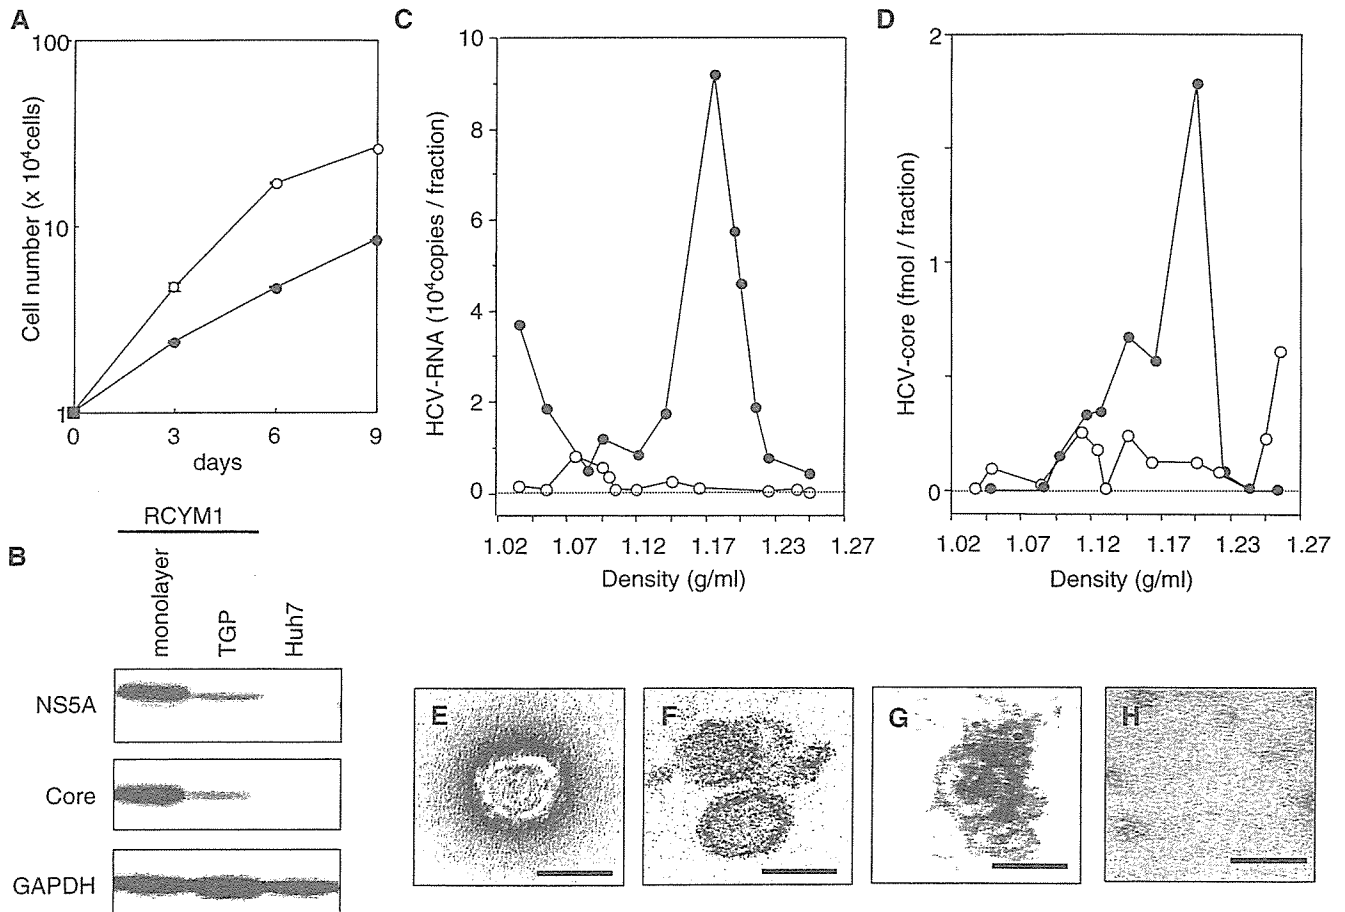 A
100
10
1
Cell number (x 10⁴cells)
0 3 6 9
days
RCYM1
B
monolayer
TGP
Huh7
NS5A
Core
GAPDH
C
10
8
6
4
2
0
HCV-RNA (10⁴copies / fraction)
1.02 1.07 1.12 1.17 1.23 1.27
Density (g/ml)
D
2
1
0
HCV-core (fmol / fraction)
1.02 1.07 1.12 1.17 1.23 1.27
Density (g/ml)
E
F
G
H